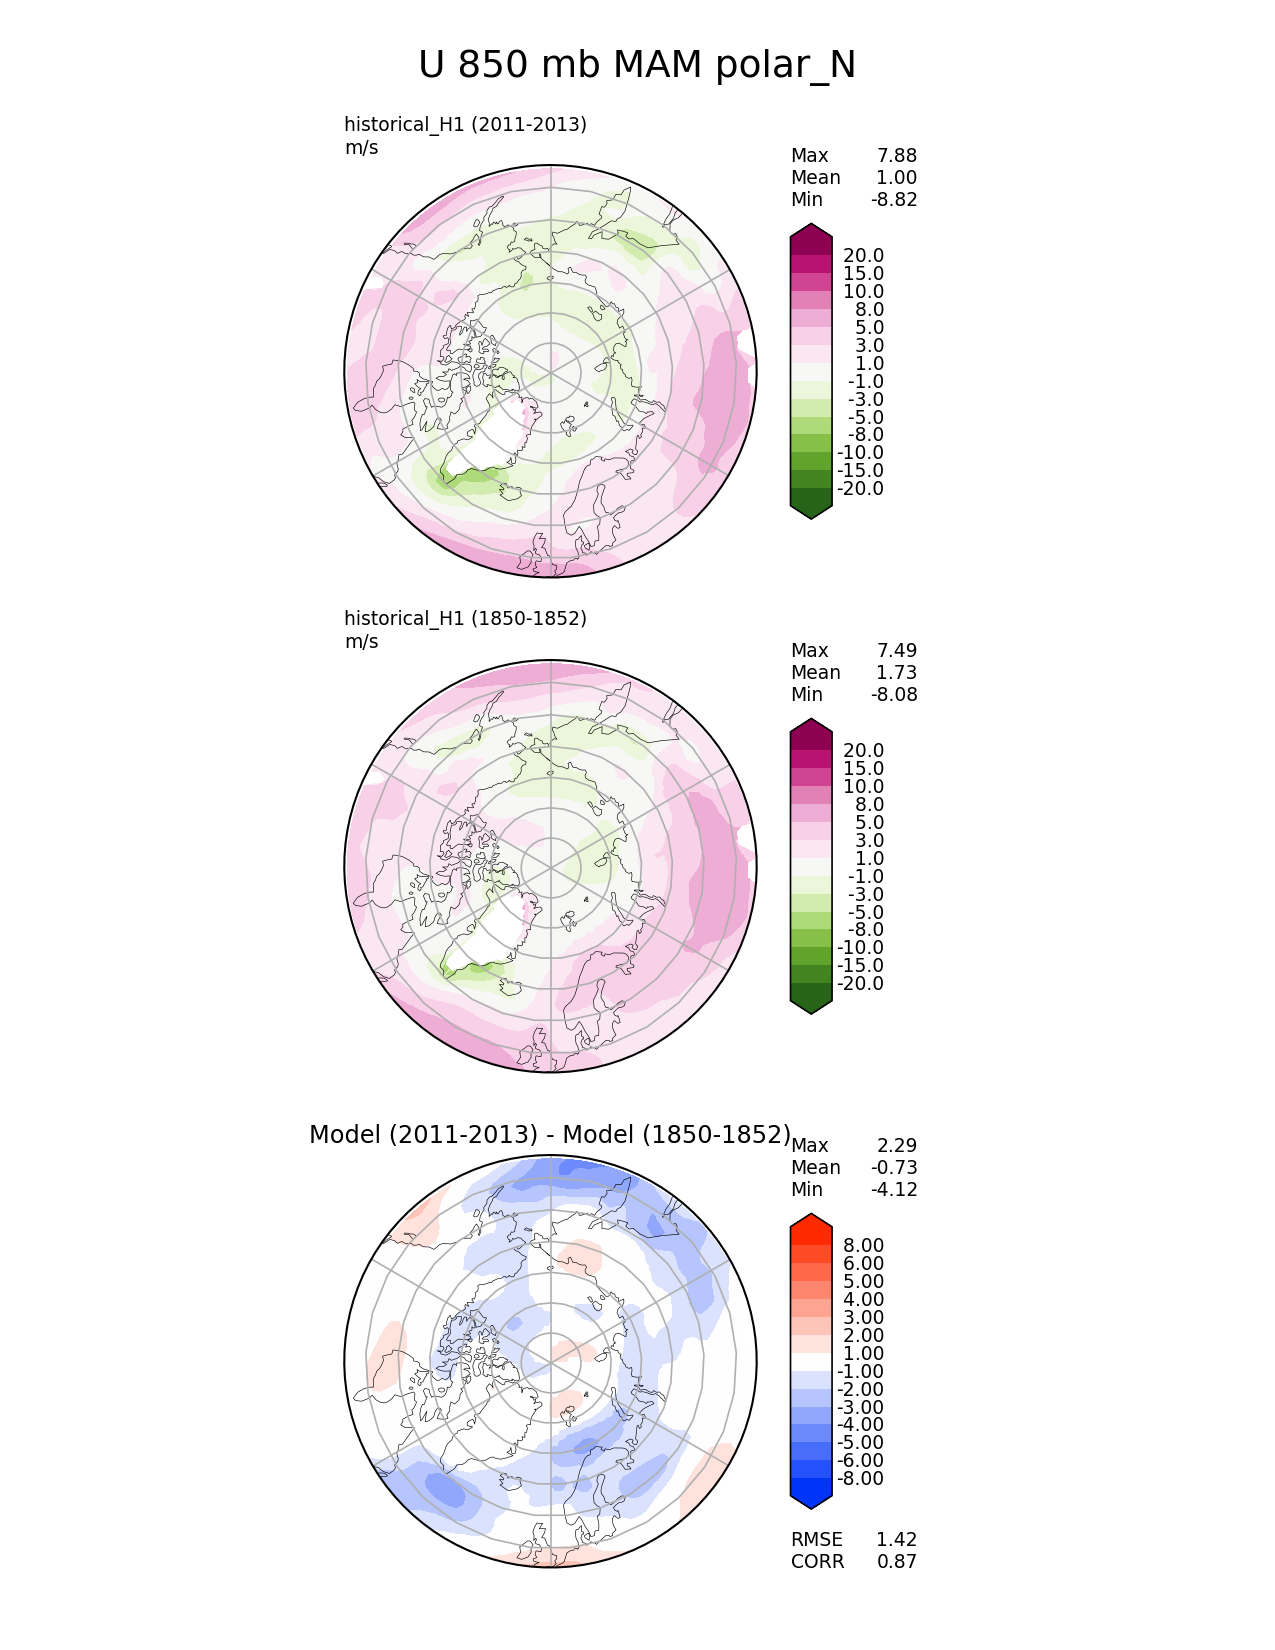 U 850 mb MAM polar_N
historical_H1 (2011-2013)
m/s
Max 7.88
Mean 1.00
Min -8.82
20.0
15.0
10.0
8.0
5.0
3.0
1.0
-1.0
-3.0
-5.0
-8.0
-10.0
-15.0
-20.0
historical_H1 (1850-1852)
m/s
Max 7.49
Mean 1.73
Min -8.08
20.0
15.0
10.0
8.0
5.0
3.0
1.0
-1.0
-3.0
-5.0
-8.0
-10.0
-15.0
-20.0
Model (2011-2013) - Model (1850-1852)
Max 2.29
Mean -0.73
Min -4.12
8.00
6.00
5.00
4.00
3.00
2.00
1.00
-1.00
-2.00
-3.00
-4.00
-5.00
-6.00
-8.00
RMSE 1.42
CORR 0.87